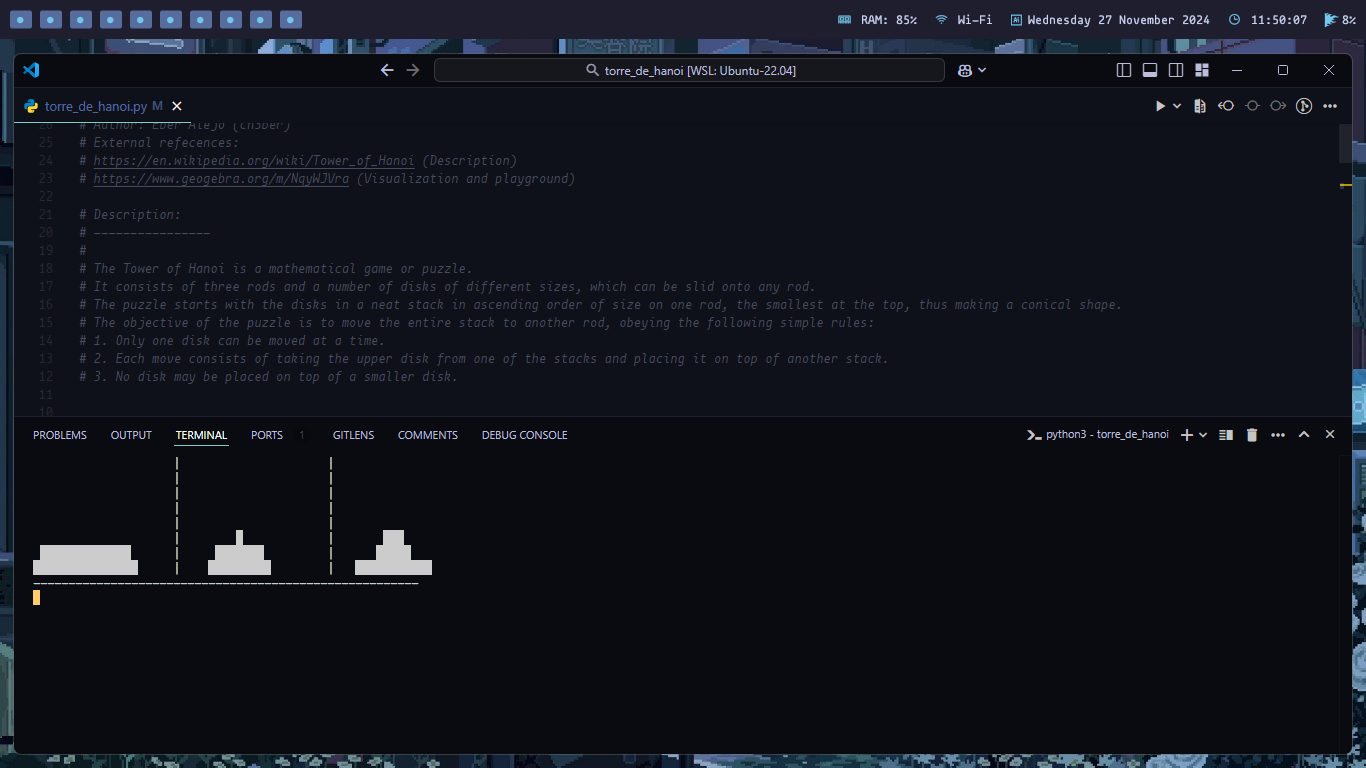 RAM: 85% Wi-Fi Wednesday 27 November 2024 11:50:07 8%
torre_de_hanoi [WSL: Ubuntu-22.04]
torre_de_hanoi.py M
26 # Author: Eber Alejo (ch3ber)
25 # External refecences:
24 # https://en.wikipedia.org/wiki/Tower_of_Hanoi (Description)
23 # https://www.geogebra.org/m/NqyWJVra (Visualization and playground)
22
21 # Description:
20 # ----------------
19 #
18 # The Tower of Hanoi is a mathematical game or puzzle.
17 # It consists of three rods and a number of disks of different sizes, which can be slid onto any rod.
16 # The puzzle starts with the disks in a neat stack in ascending order of size on one rod, the smallest at the top, thus making a conical shape.
15 # The objective of the puzzle is to move the entire stack to another rod, obeying the following simple rules:
14 # 1. Only one disk can be moved at a time.
13 # 2. Each move consists of taking the upper disk from one of the stacks and placing it on top of another stack.
12 # 3. No disk may be placed on top of a smaller disk.
11
10
PROBLEMS OUTPUT TERMINAL PORTS 1 GITLENS COMMENTS DEBUG CONSOLE python3 - torre_de_hanoi